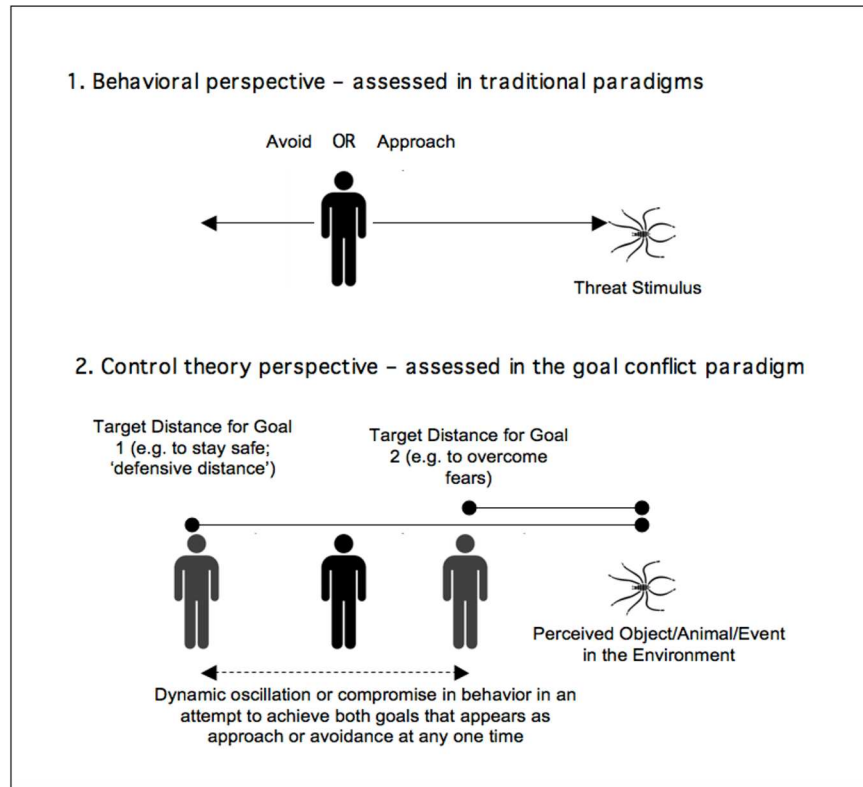 1. Behavioral perspective – assessed in traditional paradigms
Avoid OR Approach
Threat Stimulus
2. Control theory perspective – assessed in the goal conflict paradigm
Target Distance for Goal
1 (e.g. to stay safe;
‘defensive distance’)
Target Distance for Goal
2 (e.g. to overcome
fears)
Perceived Object/Animal/Event
in the Environment
Dynamic oscillation or compromise in behavior in an
attempt to achieve both goals that appears as
approach or avoidance at any one time